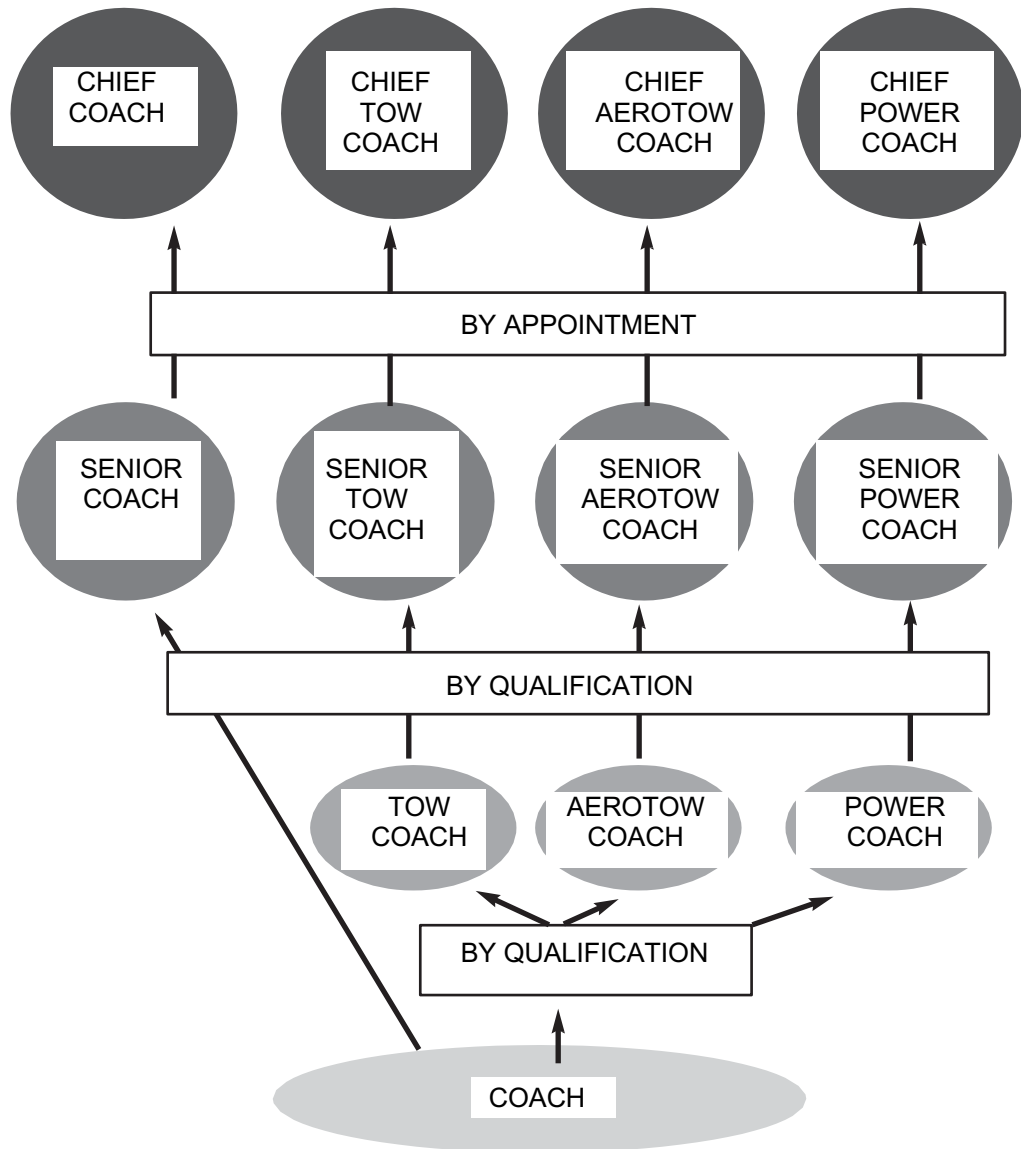 CHIEF
COACH
CHIEF
TOW
COACH
CHIEF
AEROTOW
COACH
CHIEF
POWER
COACH
BY APPOINTMENT
SENIOR
COACH
SENIOR
TOW
COACH
SENIOR
AEROTOW
COACH
SENIOR
POWER
COACH
BY QUALIFICATION
TOW
COACH
AEROTOW
COACH
POWER
COACH
BY QUALIFICATION
COACH